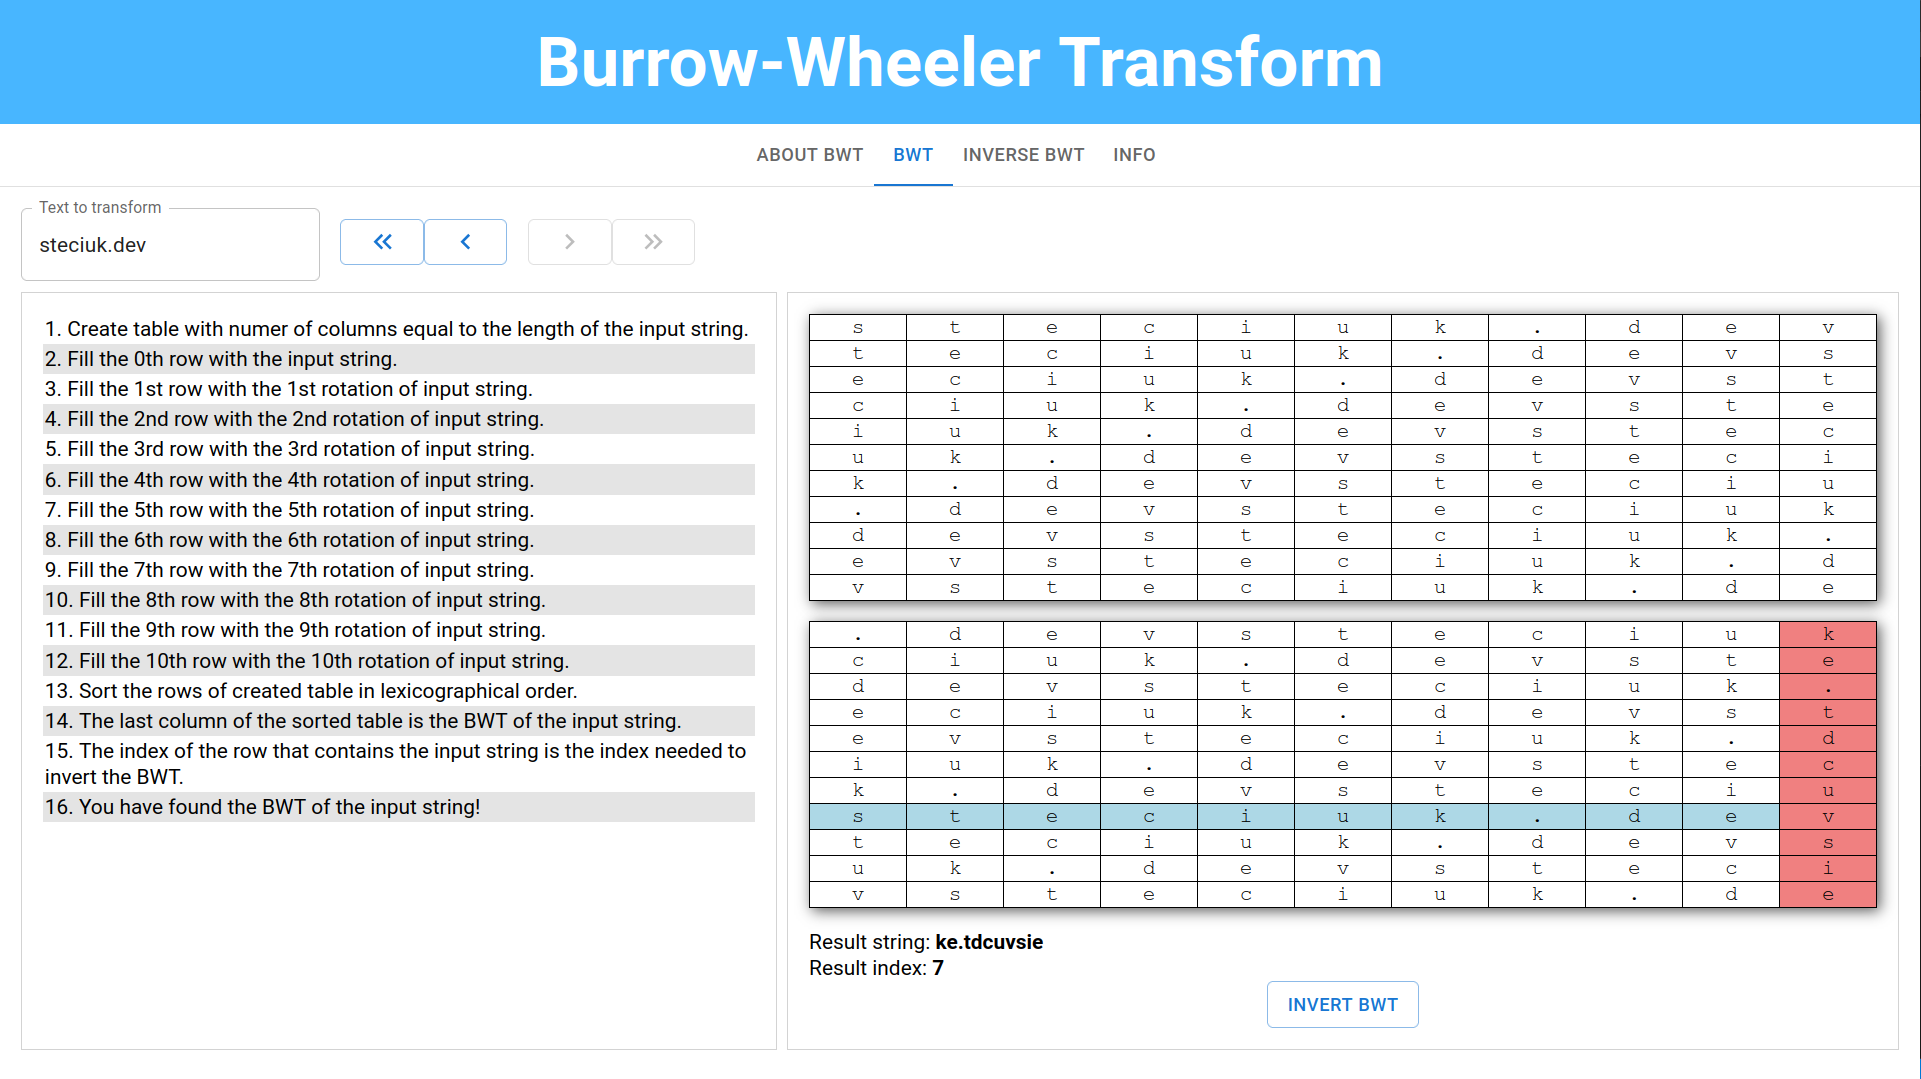 Burrow-Wheeler Transform
ABOUT BWT BWT INVERSE BWT INFO
Text to transform
steciuk.dev
1. Create table with numer of columns equal to the length of the input string.
2. Fill the 0th row with the input string.
3. Fill the 1st row with the 1st rotation of input string.
4. Fill the 2nd row with the 2nd rotation of input string.
5. Fill the 3rd row with the 3rd rotation of input string.
6. Fill the 4th row with the 4th rotation of input string.
7. Fill the 5th row with the 5th rotation of input string.
8. Fill the 6th row with the 6th rotation of input string.
9. Fill the 7th row with the 7th rotation of input string.
10. Fill the 8th row with the 8th rotation of input string.
11. Fill the 9th row with the 9th rotation of input string.
12. Fill the 10th row with the 10th rotation of input string.
13. Sort the rows of created table in lexicographical order.
14. The last column of the sorted table is the BWT of the input string.
15. The index of the row that contains the input string is the index needed to
invert the BWT.
16. You have found the BWT of the input string!
s t e c i u k . d e v
t e c i u k . d e v s
e c i u k . d e v s t
c i u k . d e v s t e
i u k . d e v s t e c
u k . d e v s t e c i
k . d e v s t e c i u
. d e v s t e c i u k
d e v s t e c i u k .
e v s t e c i u k . d
v s t e c i u k . d e
. d e v s t e c i u k
c i u k . d e v s t e
d e v s t e c i u k .
e c i u k . d e v s t
e v s t e c i u k . d
i u k . d e v s t e c
k . d e v s t e c i u
s t e c i u k . d e v
t e c i u k . d e v s
u k . d e v s t e c i
v s t e c i u k . d e
Result string: ke.tdcuvsie
Result index: 7
INVERT BWT